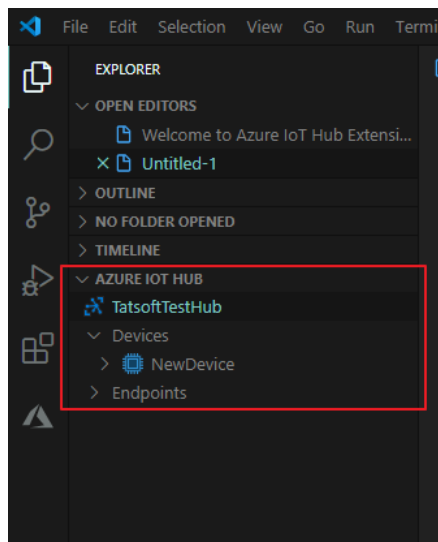 File Edit Selection View Go Run
EXPLORER
OPEN EDITORS
Welcome to Azure IoT Hub Extensi...
Untitled-1
OUTLINE
NO FOLDER OPENED
TIMELINE
AZURE IOT HUB
TatsoftTestHub
Devices
NewDevice
Endpoints